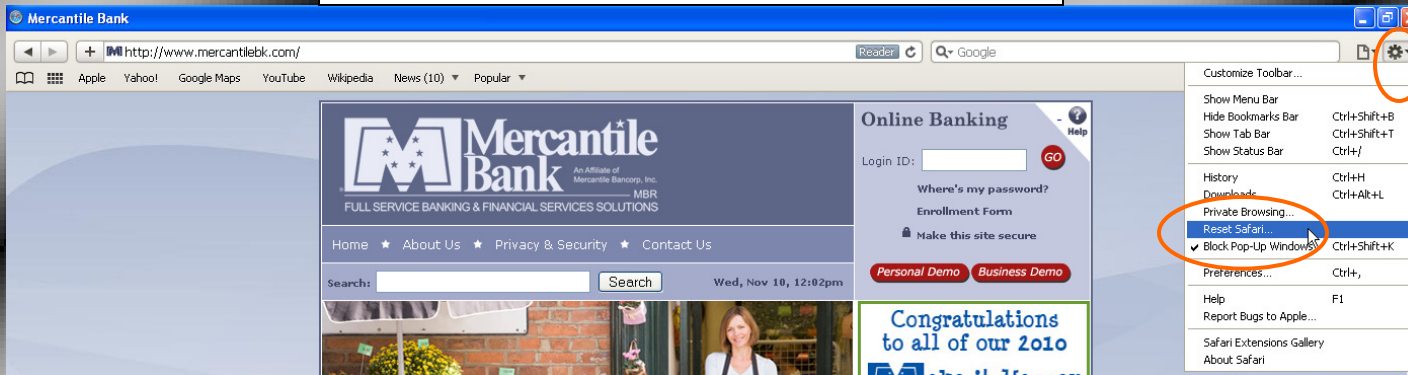 Mercantile Bank
http://www.mercantilebk.com/
Reader
Google
Apple Yahoo! Google Maps YouTube Wikipedia News (10) Popular
Customize Toolbar...
Show Menu Bar
Hide Bookmarks Bar Ctrl+Shift+B
Show Tab Bar Ctrl+Shift+T
Show Status Bar Ctrl+/
History Ctrl+H
Downloads Ctrl+Alt+L
Private Browsing...
Reset Safari...
Block Pop-Up Windows Ctrl+Shift+K
Preferences... Ctrl+,
Help F1
Report Bugs to Apple...
Safari Extensions Gallery
About Safari
Mercantile
Bank
An Affiliate of
Mercantile Bancorp, Inc.
MBR
FULL SERVICE BANKING & FINANCIAL SERVICES SOLUTIONS
Home ★ About Us ★ Privacy & Security ★ Contact Us
Search: Search Wed, Nov 10, 12:02pm
Online Banking
Help
Login ID: GO
Where's my password?
Enrollment Form
Make this site secure
Personal Demo Business Demo
Congratulations
to all of our 2010